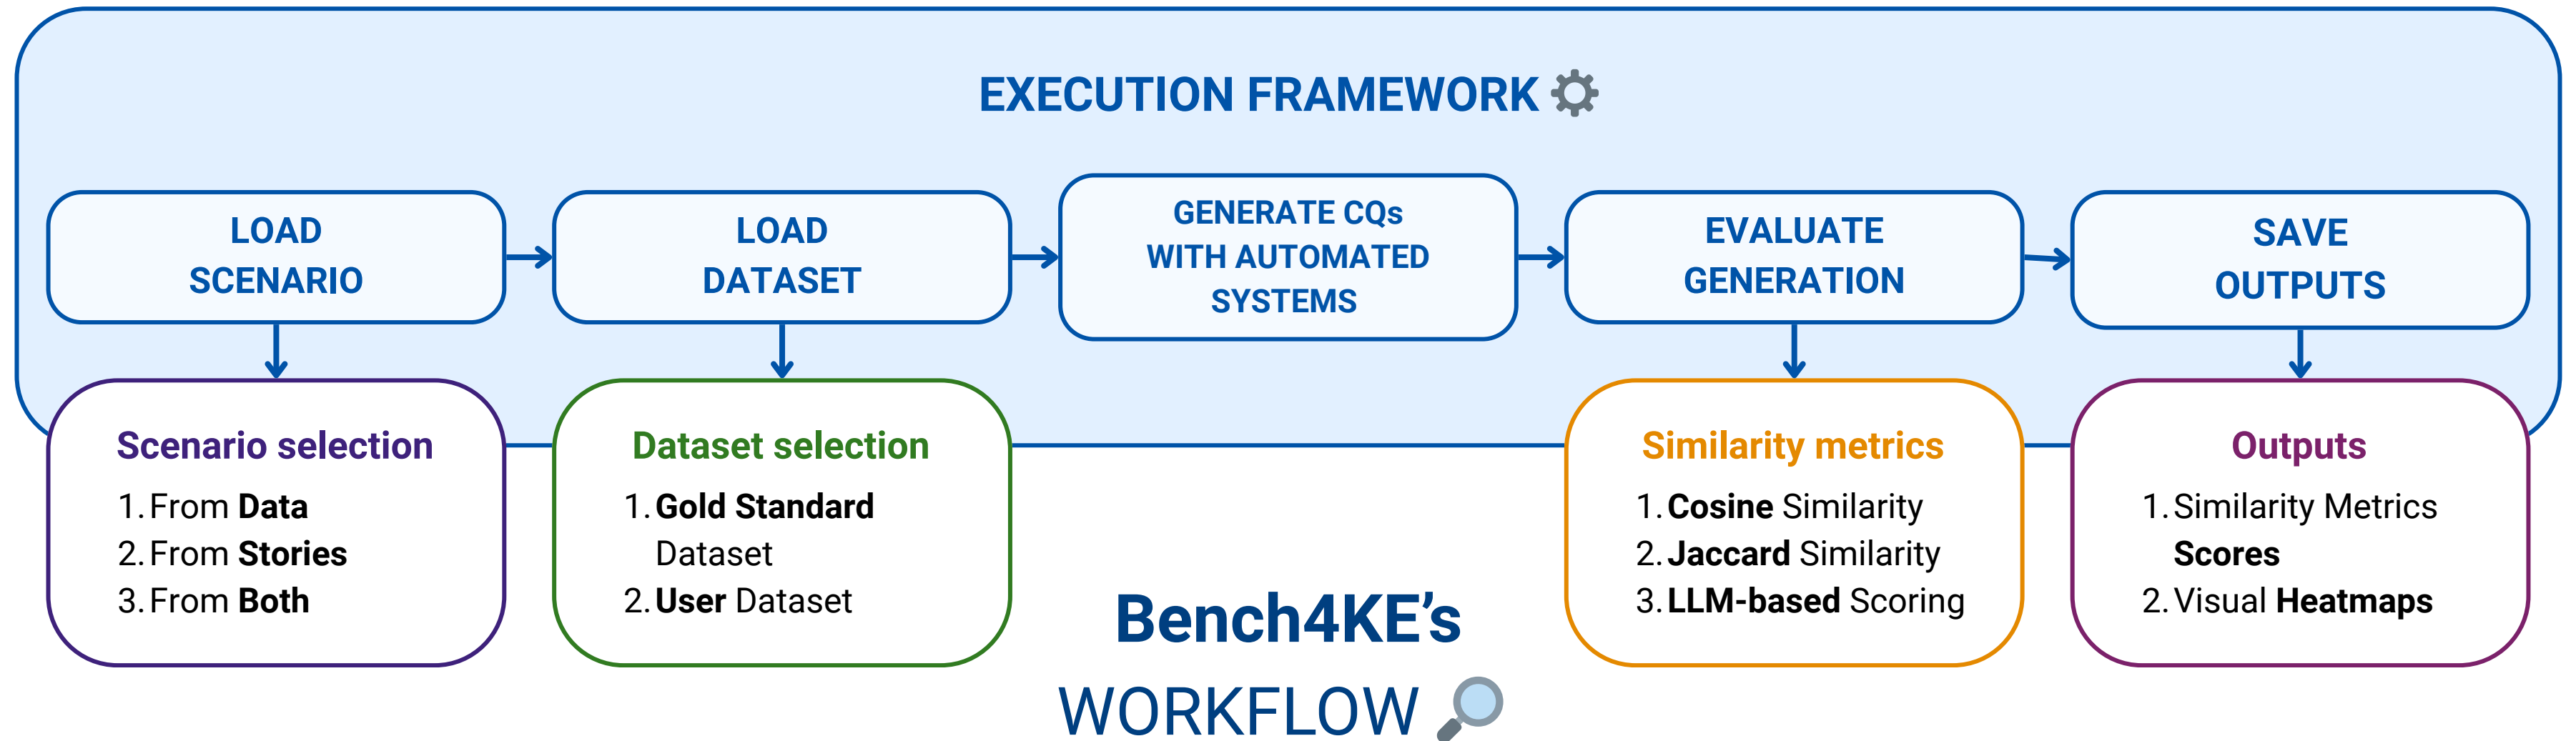 EXECUTION FRAMEWORK
LOAD
SCENARIO
LOAD
DATASET
GENERATE CQs
WITH AUTOMATED
SYSTEMS
EVALUATE
GENERATION
SAVE
OUTPUTS
Scenario selection
1. From Data
2. From Stories
3. From Both
Dataset selection
1. Gold Standard
Dataset
2. User Dataset
Similarity metrics
1. Cosine Similarity
2. Jaccard Similarity
3. LLM-based Scoring
Outputs
1. Similarity Metrics
Scores
2. Visual Heatmaps
Bench4KE’s
WORKFLOW